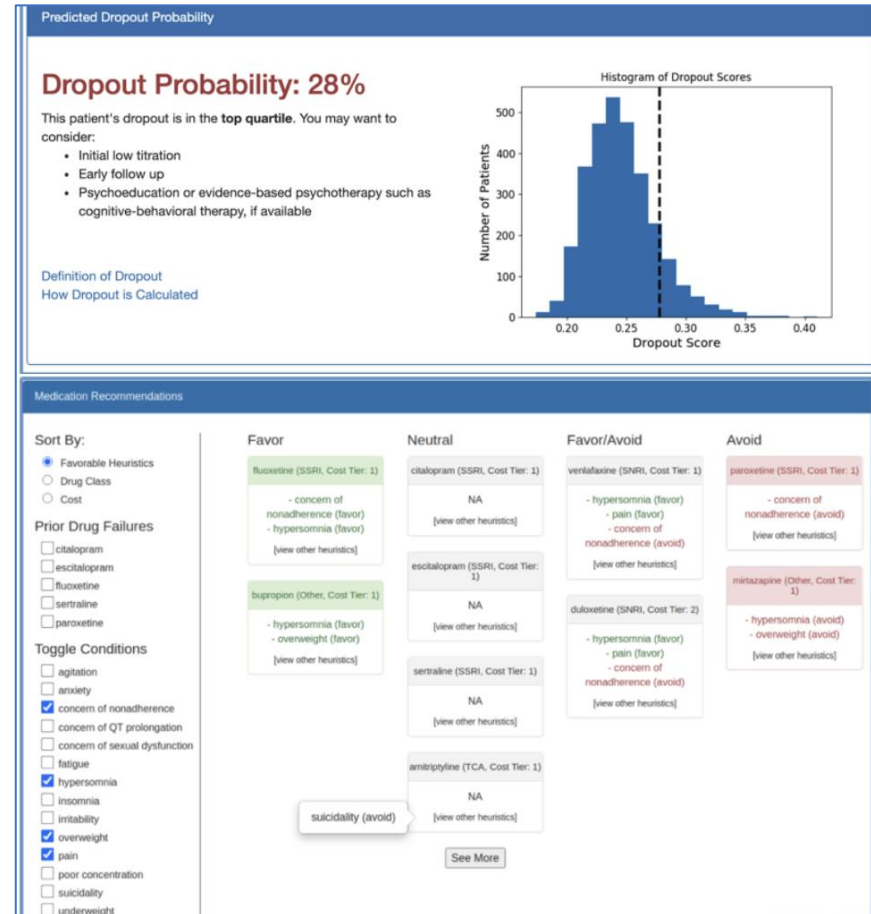 Predicted Dropout Probability
Dropout Probability: 28%
This patient's dropout is in the top quartile. You may want to
consider:
• Initial low titration
• Early follow up
• Psychoeducation or evidence-based psychotherapy such as
cognitive-behavioral therapy, if available
Definition of Dropout
How Dropout is Calculated
Histogram of Dropout Scores
Number of Patients
500
400
300
200
100
0
0.20 0.25 0.30 0.35 0.40
Dropout Score
Medication Recommendations
Sort By:
Favorable Heuristics
Drug Class
Cost
Prior Drug Failures
citalopram
escitalopram
fluoxetine
sertraline
paroxetine
Toggle Conditions
agitation
anxiety
concern of nonadherence
concern of QT prolongation
concern of sexual dysfunction
fatigue
hypersomnia
insomnia
irritability
overweight
pain
poor concentration
suicidality
underweight
Favor
fluoxetine (SSRI, Cost Tier: 1)
- concern of
nonadherence (favor)
- hypersomnia (favor)
[view other heuristics]
bupropion (Other, Cost Tier: 1)
- hypersomnia (favor)
- overweight (favor)
[view other heuristics]
Neutral
citalopram (SSRI, Cost Tier: 1)
NA
[view other heuristics]
escitalopram (SSRI, Cost Tier:
1)
NA
[view other heuristics]
sertraline (SSRI, Cost Tier: 1)
NA
[view other heuristics]
amitriptyline (TCA, Cost Tier: 1)
NA
[view other heuristics]
suicidality (avoid)
See More
Favor/Avoid
venlafaxine (SNRI, Cost Tier: 1)
- hypersomnia (favor)
- pain (favor)
- concern of
nonadherence (avoid)
[view other heuristics]
duloxetine (SNRI, Cost Tier: 2)
- hypersomnia (favor)
- pain (favor)
- concern of
nonadherence (avoid)
[view other heuristics]
Avoid
paroxetine (SSRI, Cost Tier: 1)
- concern of
nonadherence (avoid)
[view other heuristics]
mirtazapine (Other, Cost Tier:
1)
- hypersomnia (avoid)
- overweight (avoid)
[view other heuristics]